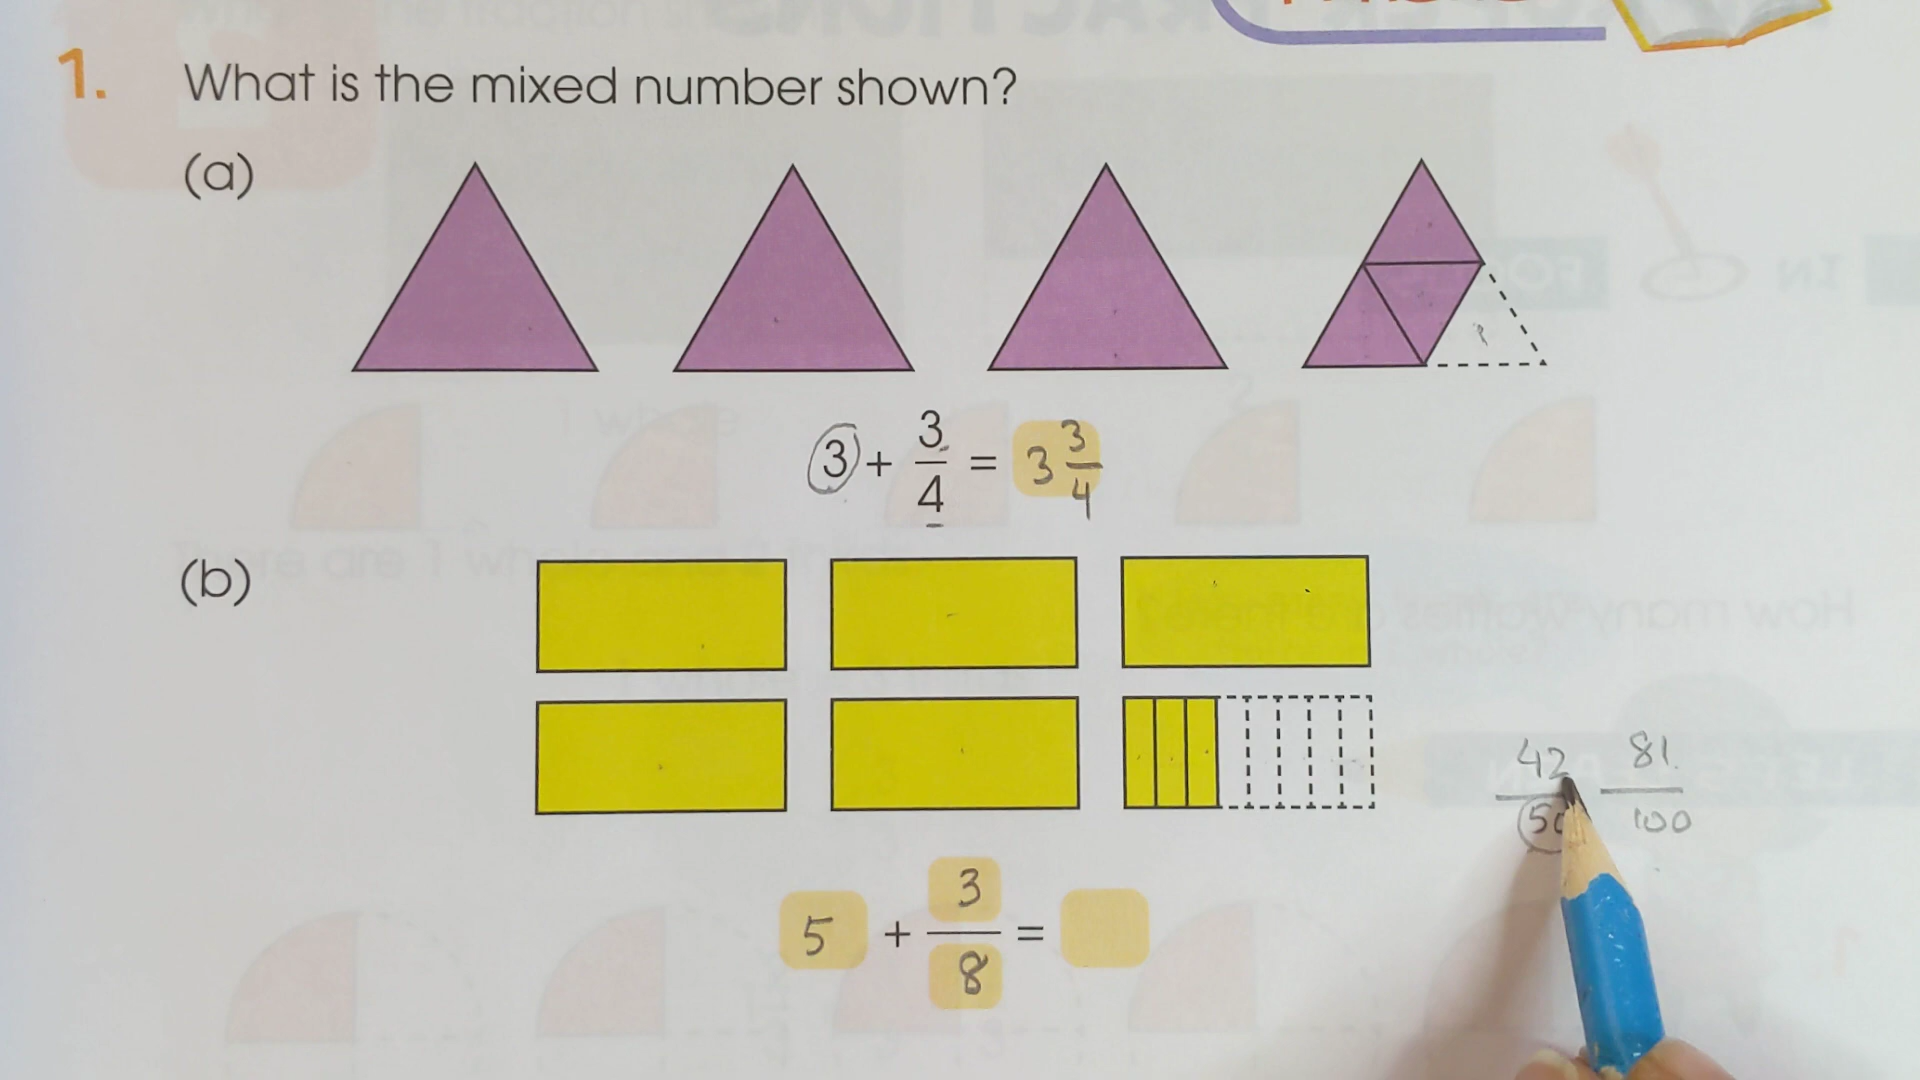 1. What is the mixed number shown?
(a)
3 + 3/4 = 3 3/4
(b)
42/50 81/100
5 + 3/8 =